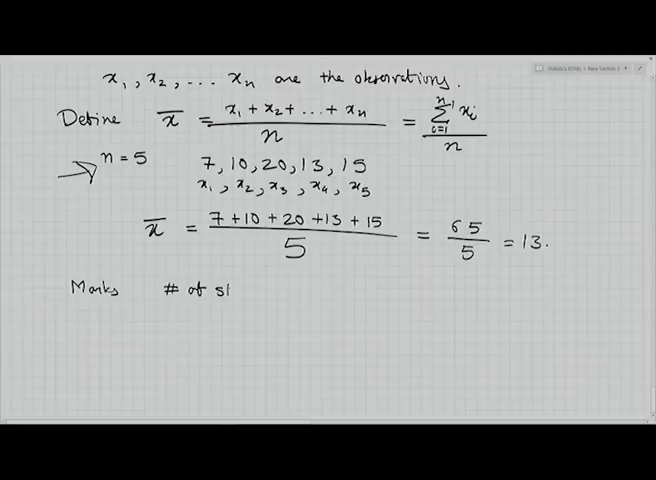 x₁, x₂, ... xₙ are the observations.
Define x̄ = (x₁ + x₂ + ... + xₙ) / n = (Σᵢ₌₁ⁿ xᵢ) / n
→ n = 5 7, 10, 20, 13, 15
x₁, x₂, x₃, x₄, x₅
x̄ = (7 + 10 + 20 + 13 + 15) / 5 = 65 / 5 = 13.
Marks # of st